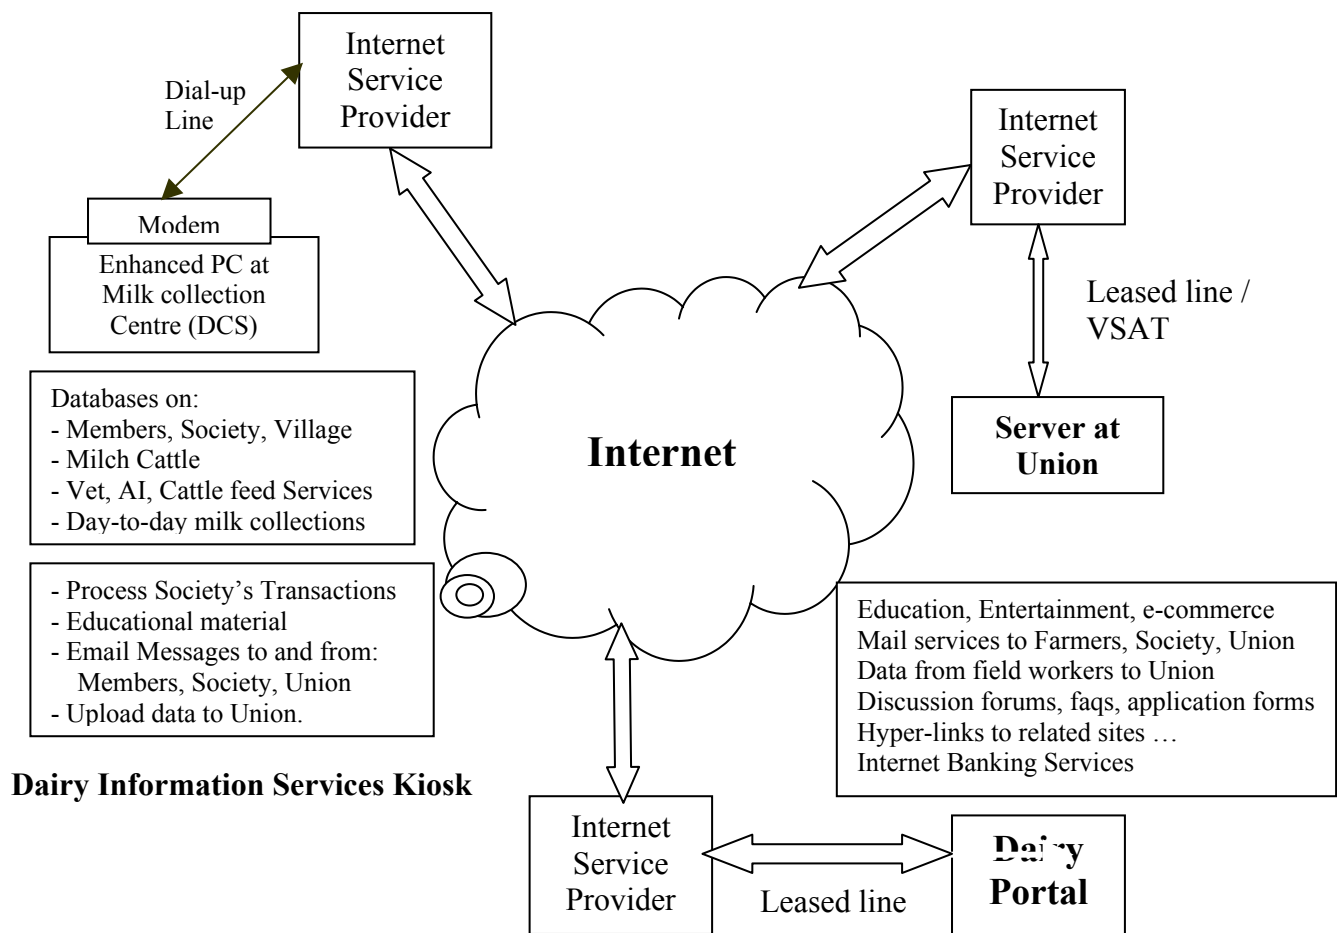 Internet
Service
Provider
Dial-up
Line
Modem
Enhanced PC at
Milk collection
Centre (DCS)
Internet
Service
Provider
Leased line /
VSAT
Server at
Union
Databases on:
- Members, Society, Village
- Milch Cattle
- Vet, AI, Cattle feed Services
- Day-to-day milk collections
Internet
- Process Society’s Transactions
- Educational material
- Email Messages to and from:
Members, Society, Union
- Upload data to Union.
Dairy Information Services Kiosk
Education, Entertainment, e-commerce
Mail services to Farmers, Society, Union
Data from field workers to Union
Discussion forums, faqs, application forms
Hyper-links to related sites …
Internet Banking Services
Internet
Service
Provider
Leased line
Dairy
Portal